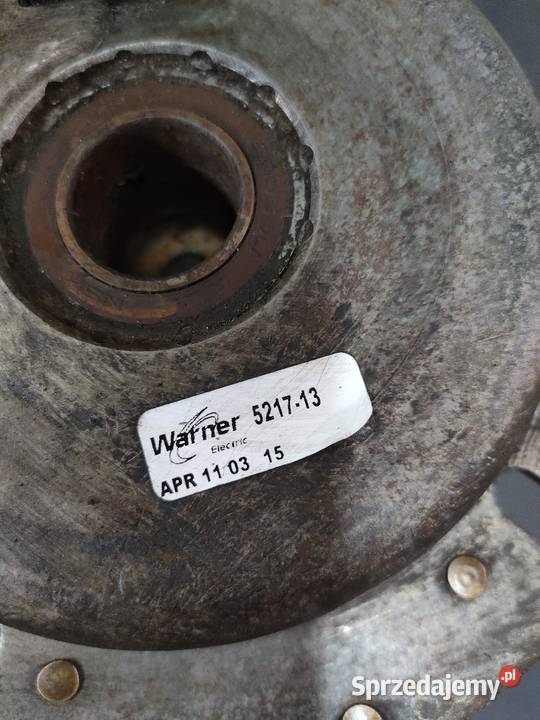 Warner 5217-13
Electric
APR 11 03 15
Sprzedajemy.pl